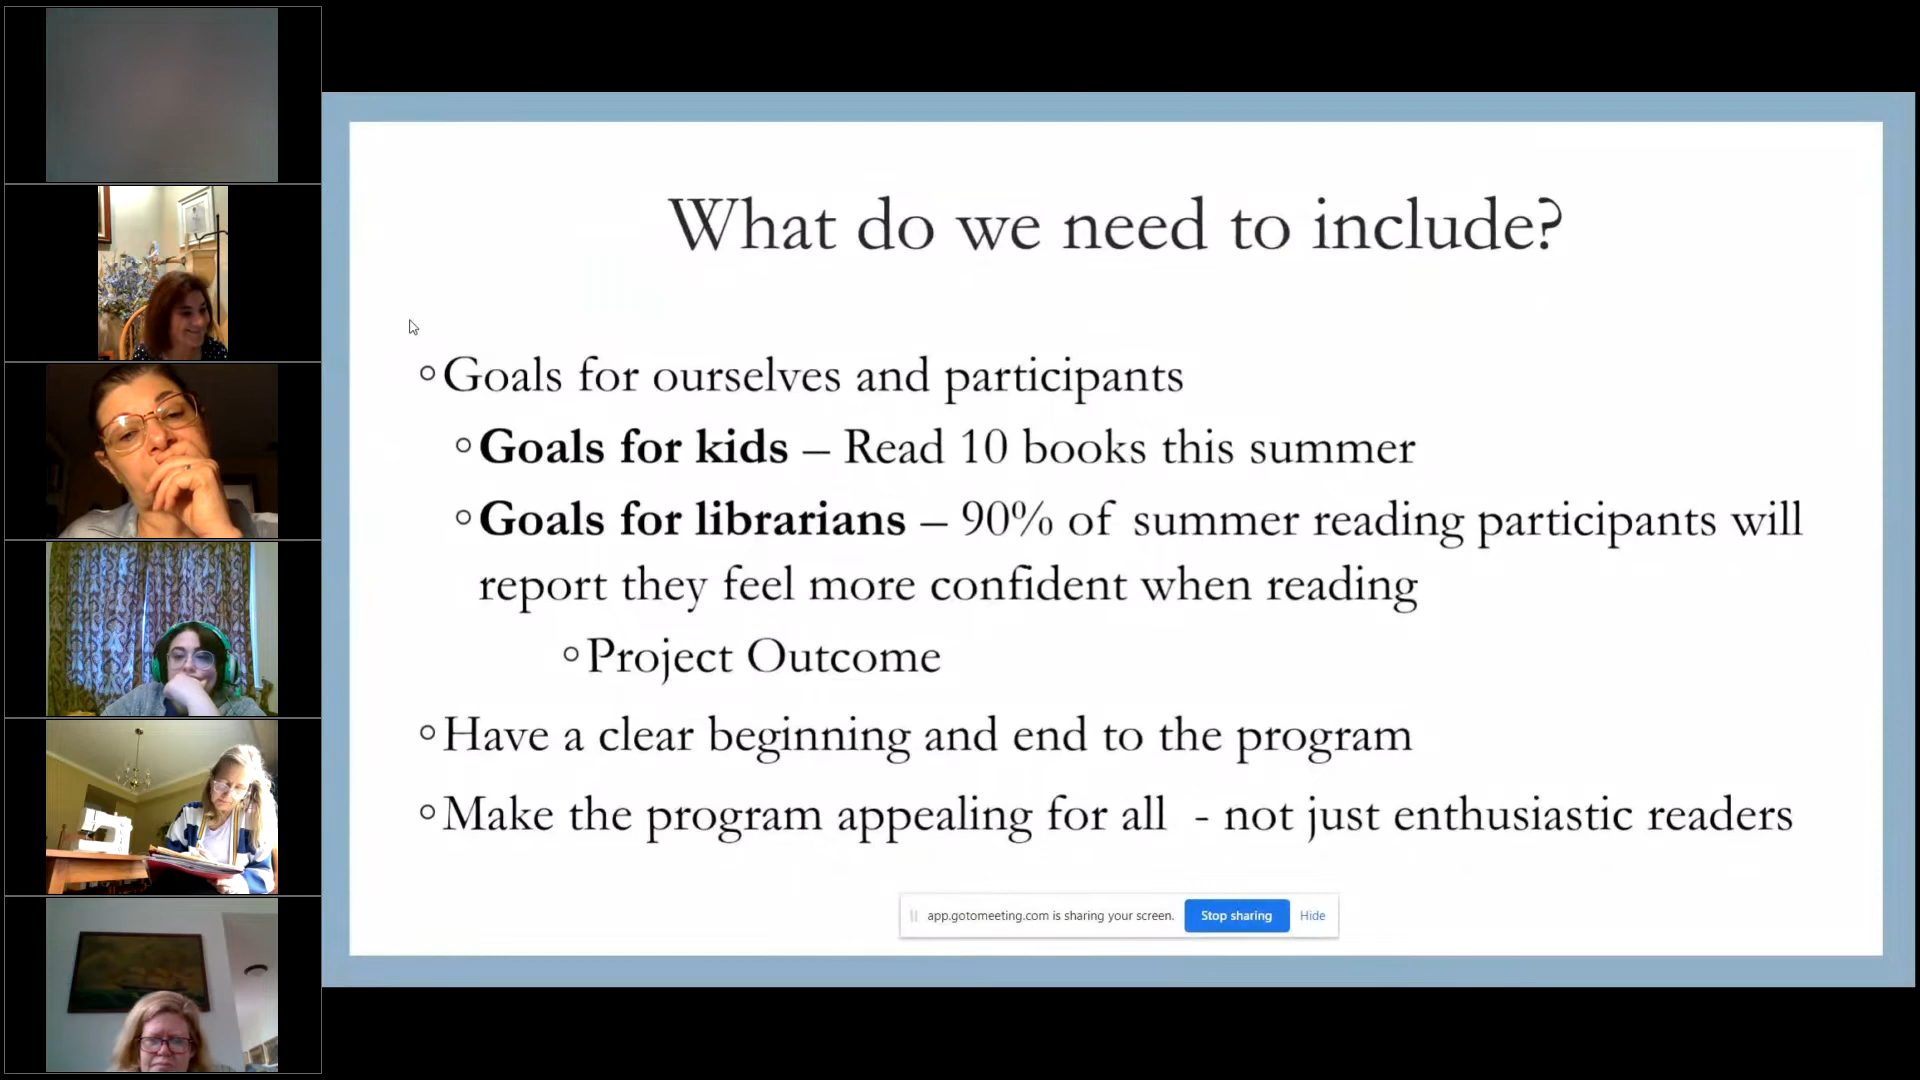 What do we need to include?
Goals for ourselves and participants
Goals for kids – Read 10 books this summer
Goals for librarians – 90% of summer reading participants will
report they feel more confident when reading
Project Outcome
Have a clear beginning and end to the program
Make the program appealing for all - not just enthusiastic readers
app.gotomeeting.com is sharing your screen. Stop sharing Hide